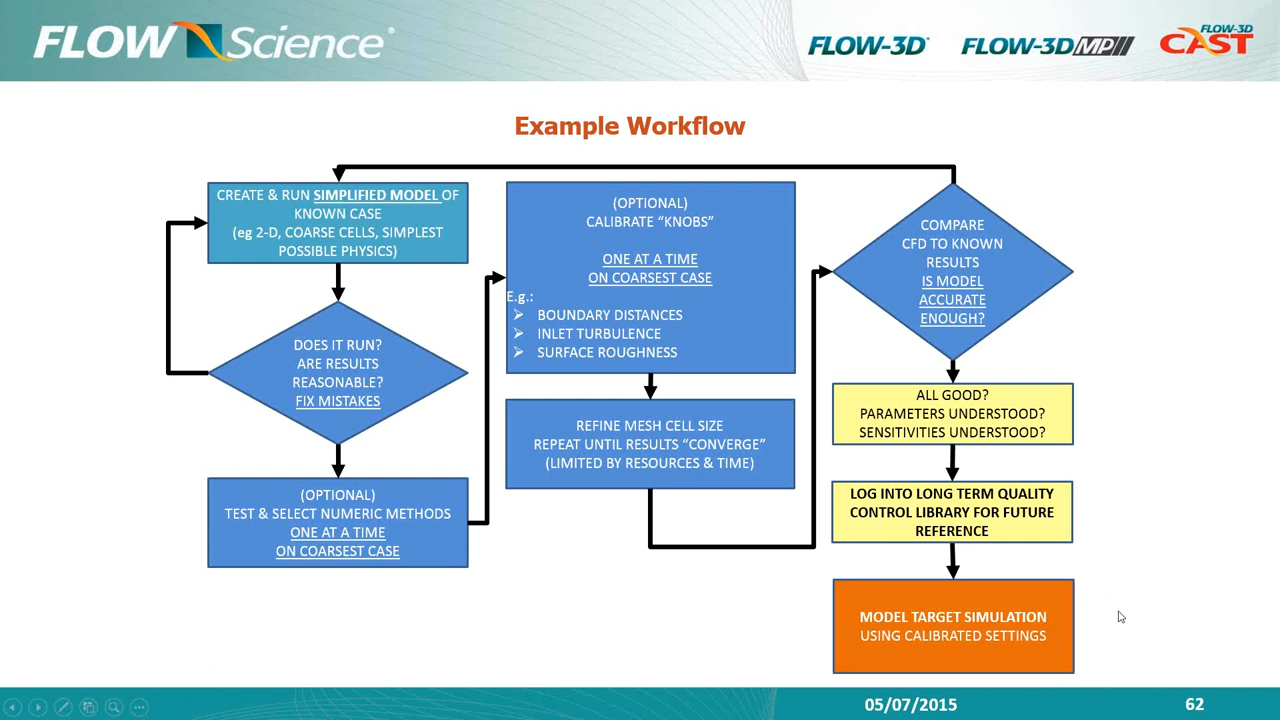 FLOW Science®
FLOW-3D®
FLOW-3D MP
FLOW-3D
CAST
Example Workflow
CREATE & RUN SIMPLIFIED MODEL OF
KNOWN CASE
(eg 2-D, COARSE CELLS, SIMPLEST
POSSIBLE PHYSICS)
DOES IT RUN?
ARE RESULTS
REASONABLE?
FIX MISTAKES
(OPTIONAL)
TEST & SELECT NUMERIC METHODS
ONE AT A TIME
ON COARSEST CASE
(OPTIONAL)
CALIBRATE “KNOBS”
ONE AT A TIME
ON COARSEST CASE
E.g.:
BOUNDARY DISTANCES
INLET TURBULENCE
SURFACE ROUGHNESS
REFINE MESH CELL SIZE
REPEAT UNTIL RESULTS “CONVERGE”
(LIMITED BY RESOURCES & TIME)
COMPARE
CFD TO KNOWN
RESULTS
IS MODEL
ACCURATE
ENOUGH?
ALL GOOD?
PARAMETERS UNDERSTOOD?
SENSITIVITIES UNDERSTOOD?
LOG INTO LONG TERM QUALITY
CONTROL LIBRARY FOR FUTURE
REFERENCE
MODEL TARGET SIMULATION
USING CALIBRATED SETTINGS
05/07/2015
62